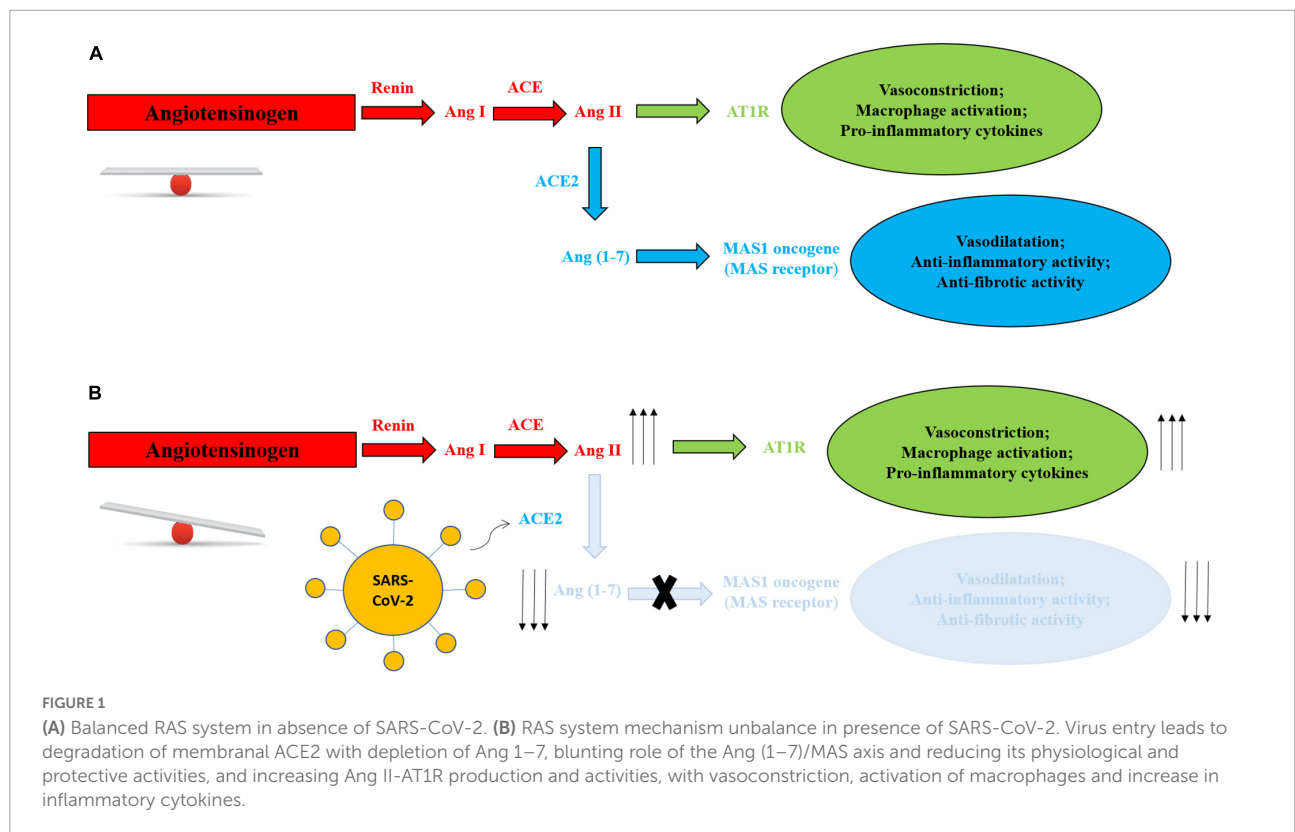 A
Renin
ACE
Angiotensinogen
Ang I
Ang II
AT1R
Vasoconstriction;
Macrophage activation;
Pro-inflammatory cytokines
ACE2
Ang (1-7)
MAS1 oncogene
(MAS receptor)
Vasodilatation;
Anti-inflammatory activity;
Anti-fibrotic activity
B
Renin
ACE
Angiotensinogen
Ang I
Ang II
AT1R
Vasoconstriction;
Macrophage activation;
Pro-inflammatory cytokines
ACE2
SARS-
CoV-2
Ang (1-7)
MAS1 oncogene
(MAS receptor)
Vasodilatation;
Anti-inflammatory activity;
Anti-fibrotic activity
FIGURE 1
(A) Balanced RAS system in absence of SARS-CoV-2. (B) RAS system mechanism unbalance in presence of SARS-CoV-2. Virus entry leads to
degradation of membranal ACE2 with depletion of Ang 1–7, blunting role of the Ang (1–7)/MAS axis and reducing its physiological and
protective activities, and increasing Ang II-AT1R production and activities, with vasoconstriction, activation of macrophages and increase in
inflammatory cytokines.